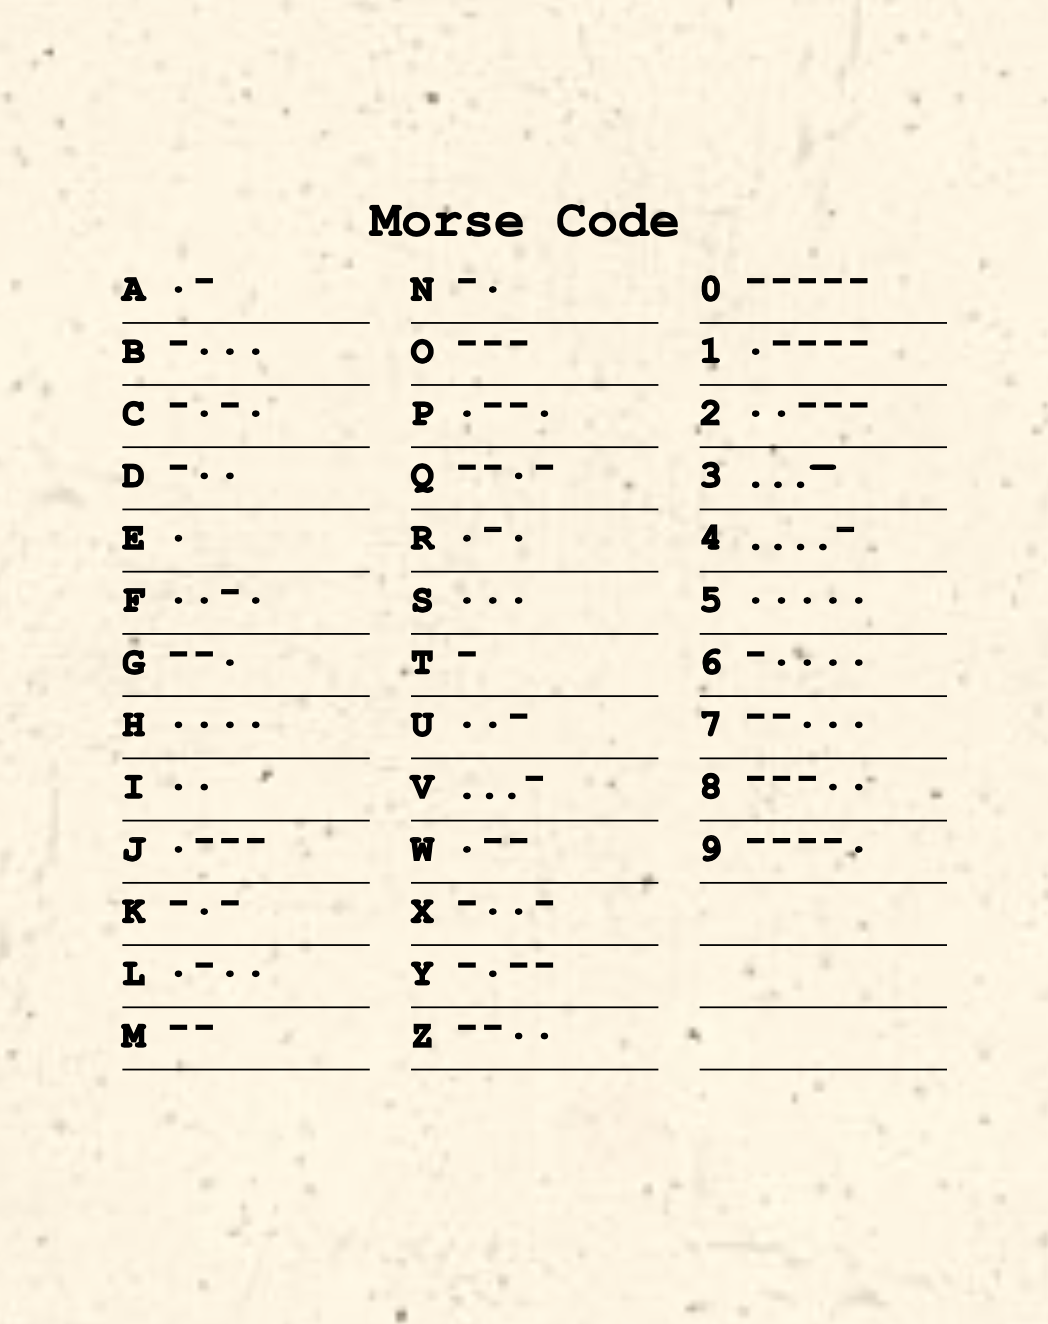 Morse Code
A .-
B -...
C -.-.
D -..
E .
F ..-.
G --.
H ....
I ..
J .---
K -.-
L .-..
M --
N -.
O ---
P .--.
Q --.-
R .-.
S ...
T -
U ..-
V ...-
W .--
X -..-
Y -.--
Z --..
0 -----
1 .----
2 ..---
3 ...—
4 ....-
5 .....
6 -....
7 --...
8 ---..
9 ----.